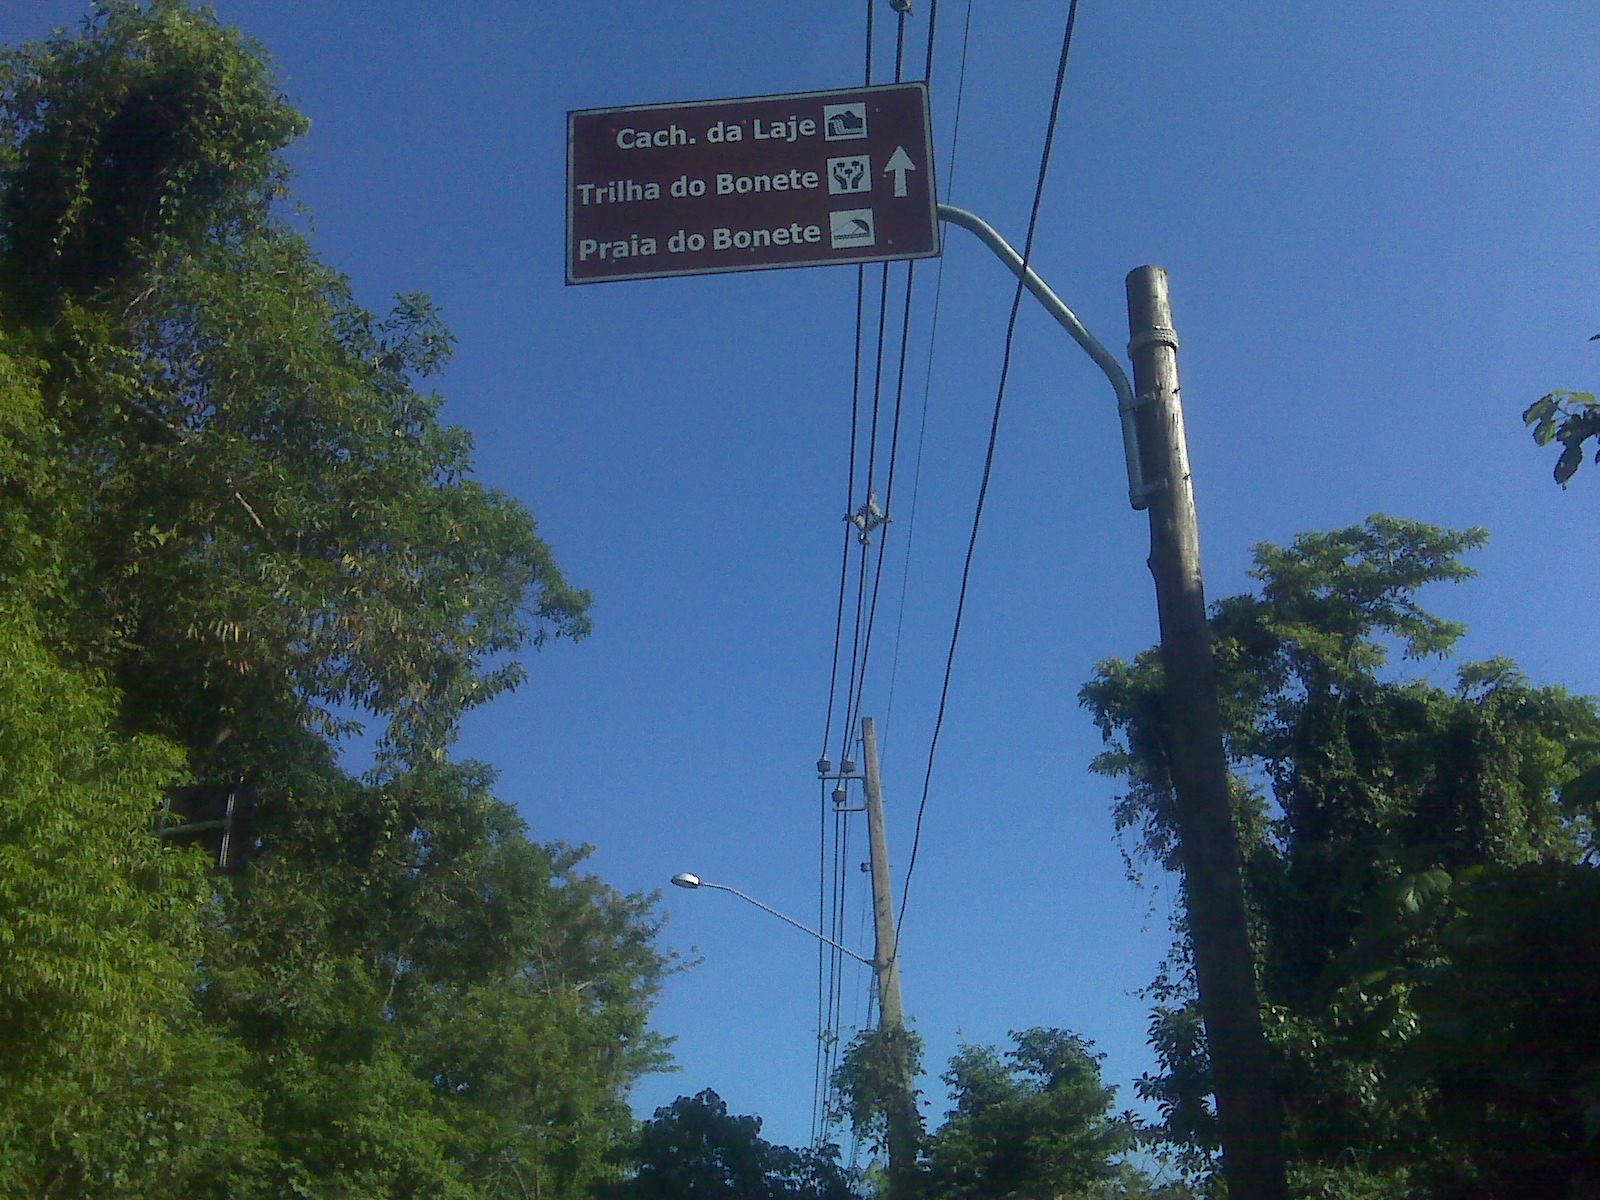 Cach. da Laje
Trilha do Bonete
Praia do Bonete